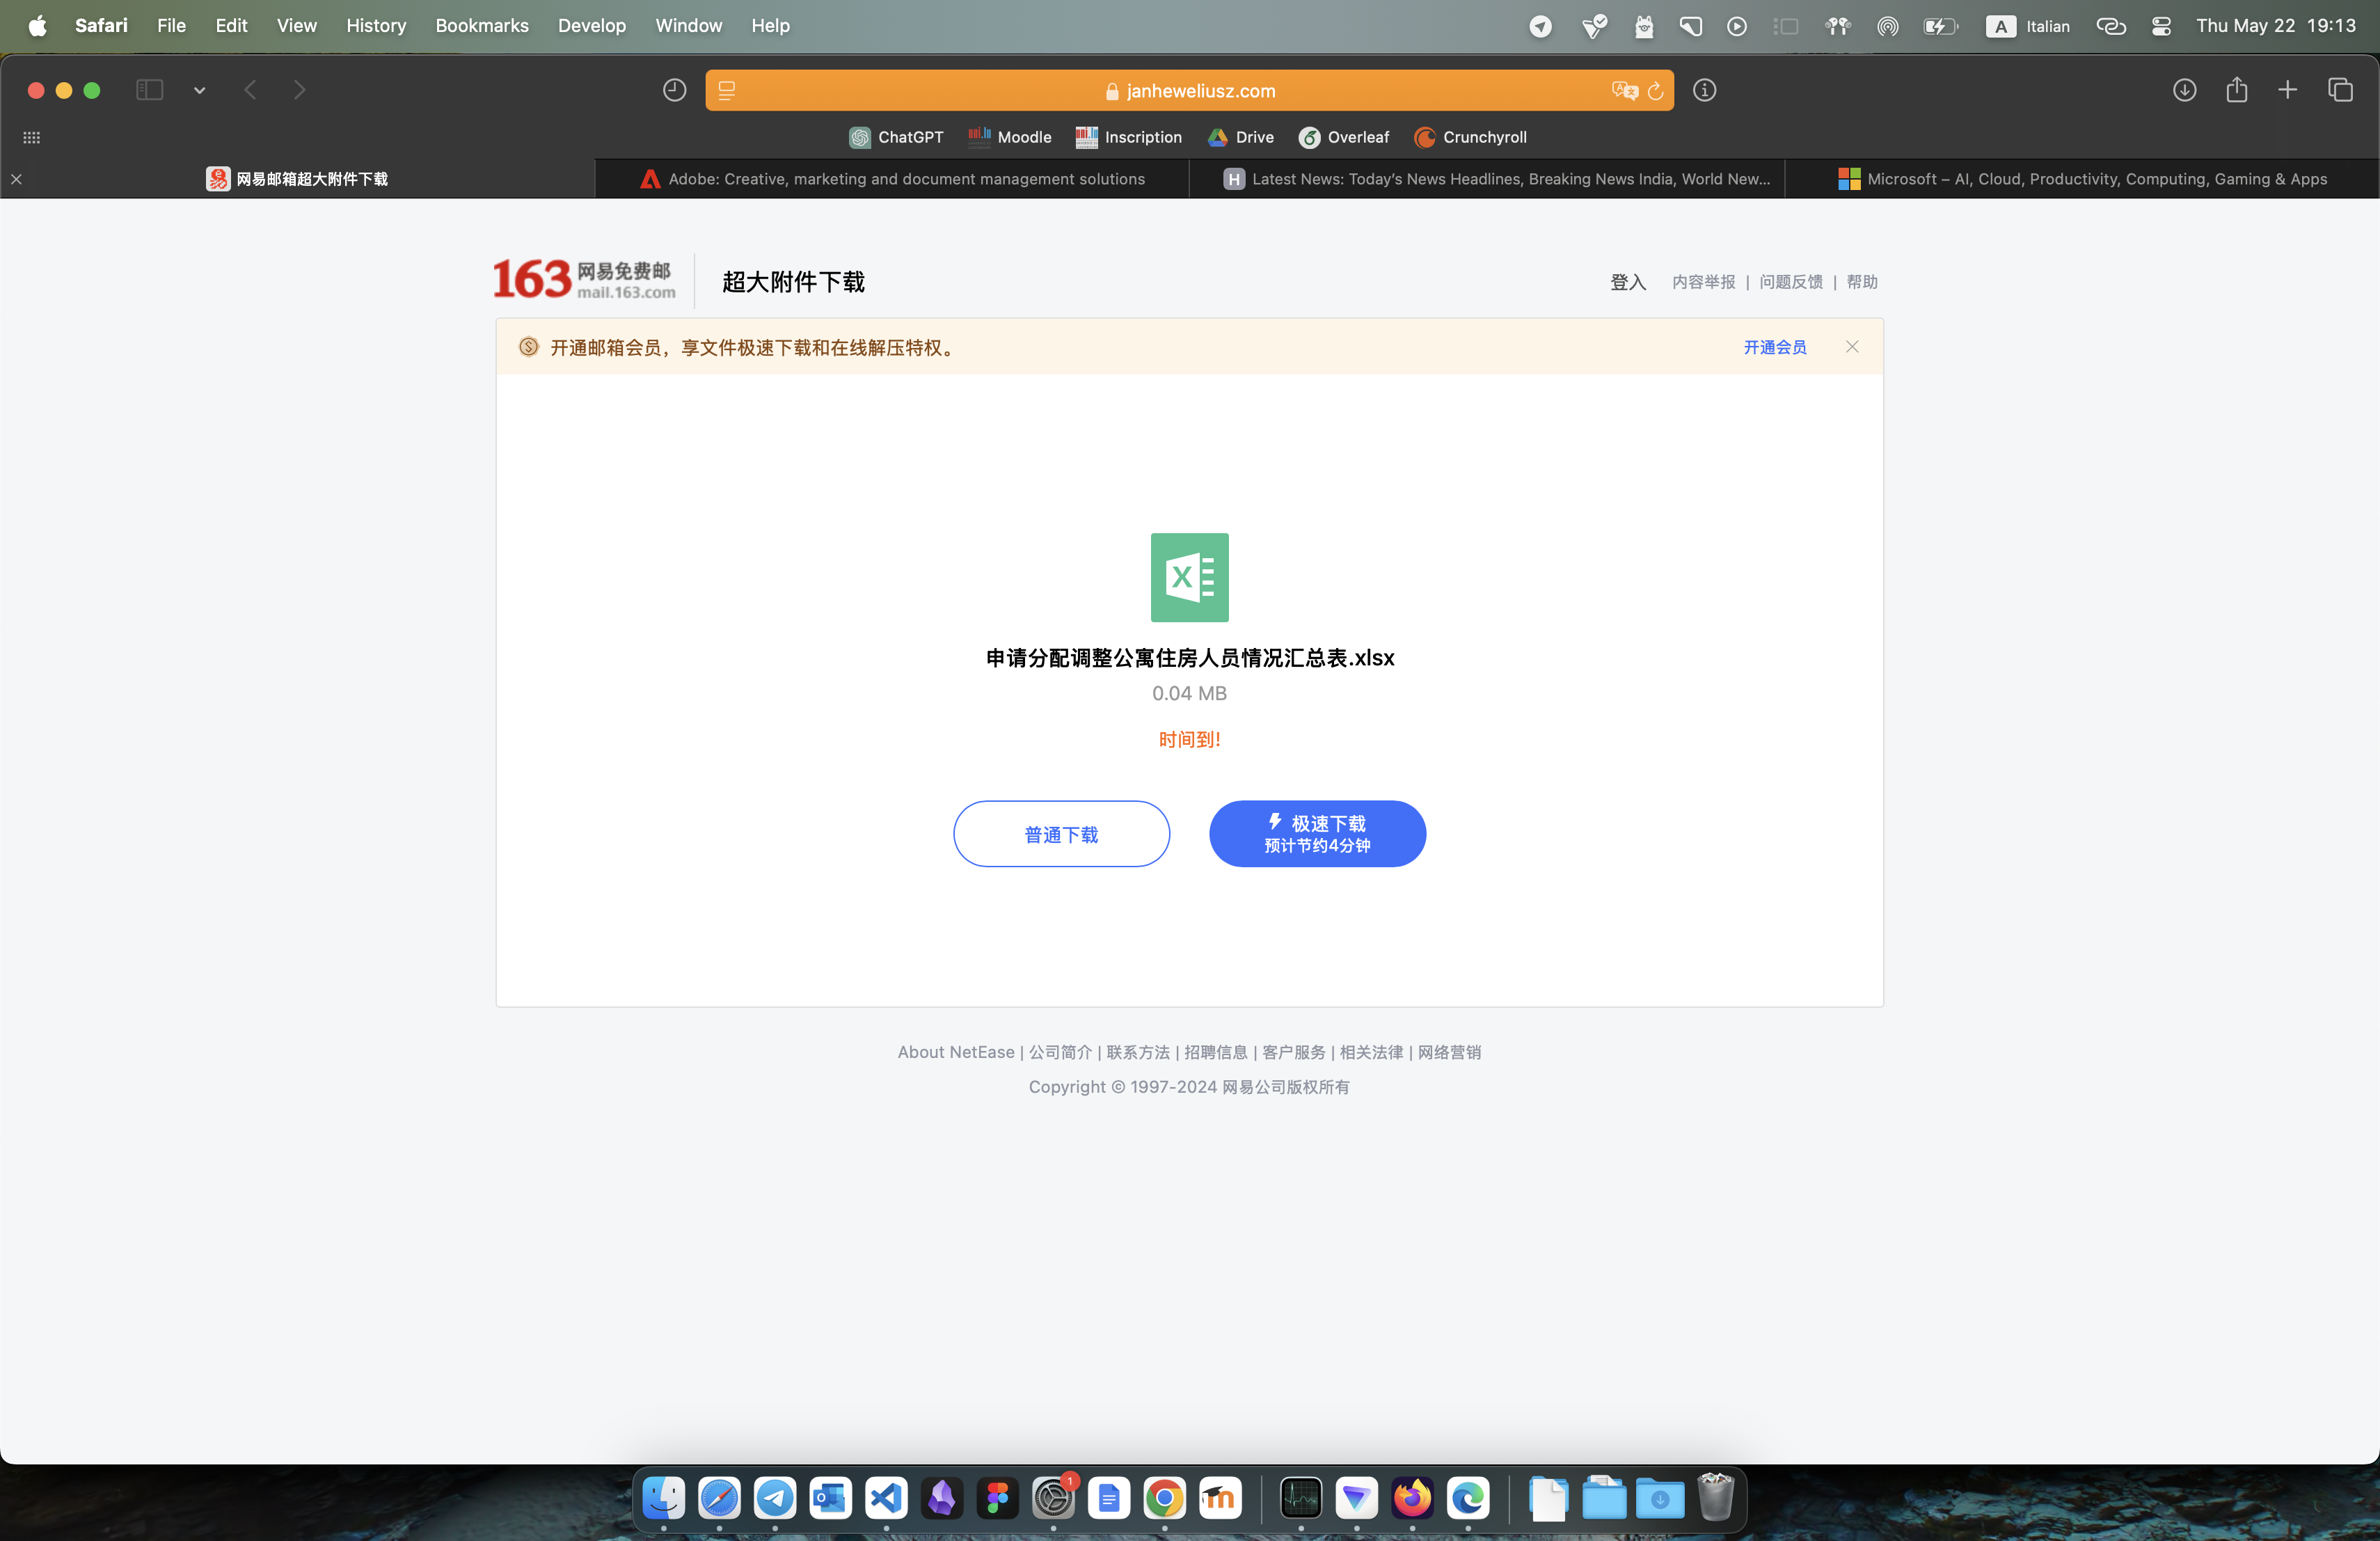 Safari File Edit View History Bookmarks Develop Window Help A Italian Thu May 22 19:13
janheweliusz.com
ChatGPT Moodle Inscription Drive Overleaf Crunchyroll
网易邮箱超大附件下载 Adobe: Creative, marketing and document management solutions H Latest News: Today's News Headlines, Breaking News India, World New... Microsoft – AI, Cloud, Productivity, Computing, Gaming & Apps
163 网易免费邮 mail.163.com 超大附件下载 登入 内容举报 | 问题反馈 | 帮助
开通邮箱会员，享文件极速下载和在线解压特权。 开通会员
X
申请分配调整公寓住房人员情况汇总表.xlsx
0.04 MB
时间到!
普通下载 极速下载
预计节约4分钟
About NetEase | 公司简介 | 联系方法 | 招聘信息 | 客户服务 | 相关法律 | 网络营销
Copyright © 1997-2024 网易公司版权所有
1